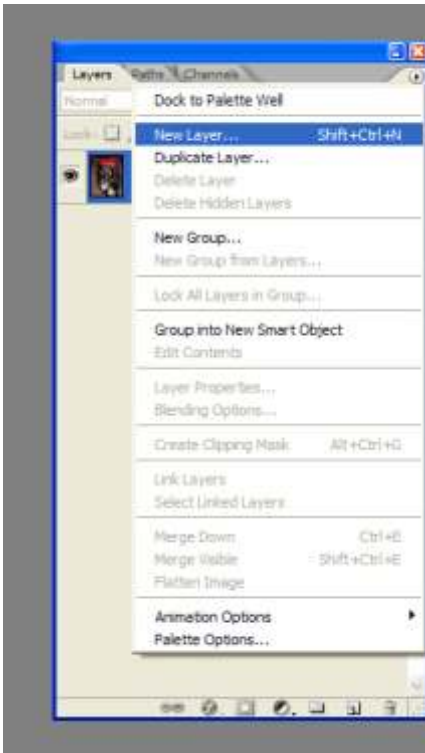 Layers Paths Channels
Normal
Dock to Palette Well
Lock:
New Layer... Shift+Ctrl+N
Duplicate Layer...
Delete Layer
Delete Hidden Layers
New Group...
New Group from Layers...
Lock All Layers in Group...
Group into New Smart Object
Edit Contents
Layer Properties...
Blending Options...
Create Clipping Mask Alt+Ctrl+G
Link Layers
Select Linked Layers
Merge Down Ctrl+E
Merge Visible Shift+Ctrl+E
Flatten Image
Animation Options
Palette Options...